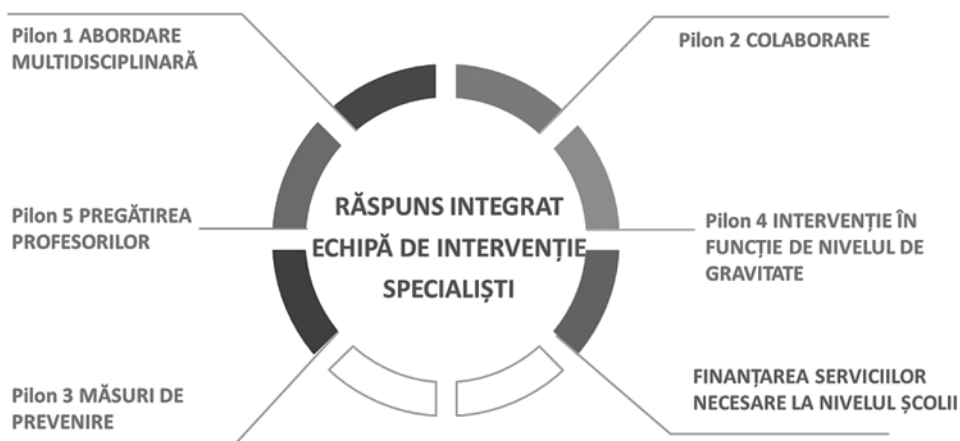 Pilon 1 ABORDARE
MULTIDISCIPLINARĂ
Pilon 2 COLABORARE
RĂSPUNS INTEGRAT
ECHIPĂ DE INTERVENȚIE
SPECIALIȘTI
Pilon 5 PREGĂTIREA
PROFESORILOR
Pilon 4 INTERVENȚIE ÎN
FUNCȚIE DE NIVELUL DE
GRAVITATE
Pilon 3 MĂSURI DE
PREVENIRE
FINANȚAREA SERVICIILOR
NECESARE LA NIVELUL ȘCOLII